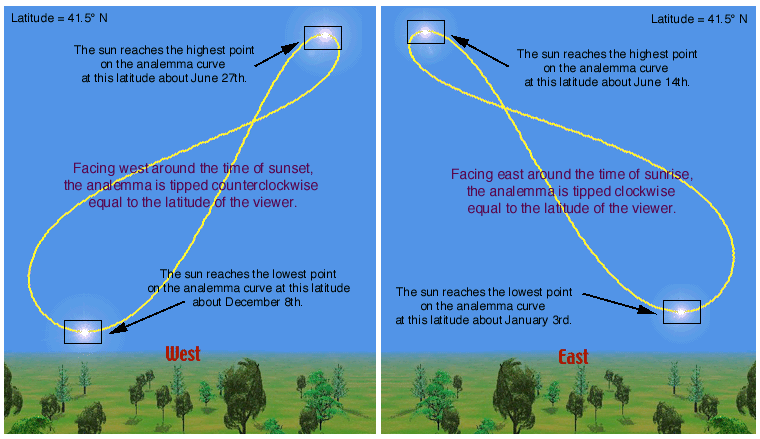 Latitude = 41.5° N
The sun reaches the highest point
on the analemma curve
at this latitude about June 27th.
Facing west around the time of sunset,
the analemma is tipped counterclockwise
equal to the latitude of the viewer.
The sun reaches the lowest point
on the analemma curve at this latitude
about December 8th.
West
Latitude = 41.5° N
The sun reaches the highest point
on the analemma curve
at this latitude about June 14th.
Facing east around the time of sunrise,
the analemma is tipped clockwise
equal to the latitude of the viewer.
The sun reaches the lowest point
on the analemma curve
at this latitude about January 3rd.
East